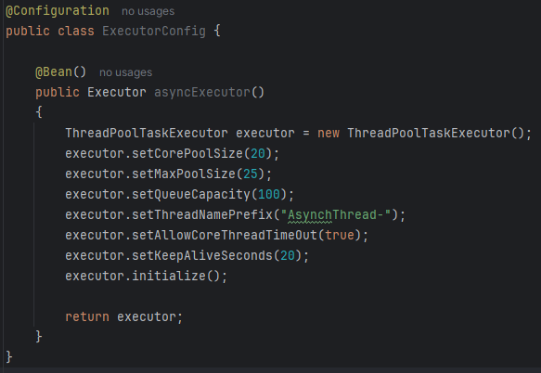 @Configuration no usages
public class ExecutorConfig {
@Bean() no usages
public Executor asyncExecutor()
{
ThreadPoolTaskExecutor executor = new ThreadPoolTaskExecutor();
executor.setCorePoolSize(20);
executor.setMaxPoolSize(25);
executor.setQueueCapacity(100);
executor.setThreadNamePrefix("AsynchThread-");
executor.setAllowCoreThreadTimeOut(true);
executor.setKeepAliveSeconds(20);
executor.initialize();
return executor;
}
}